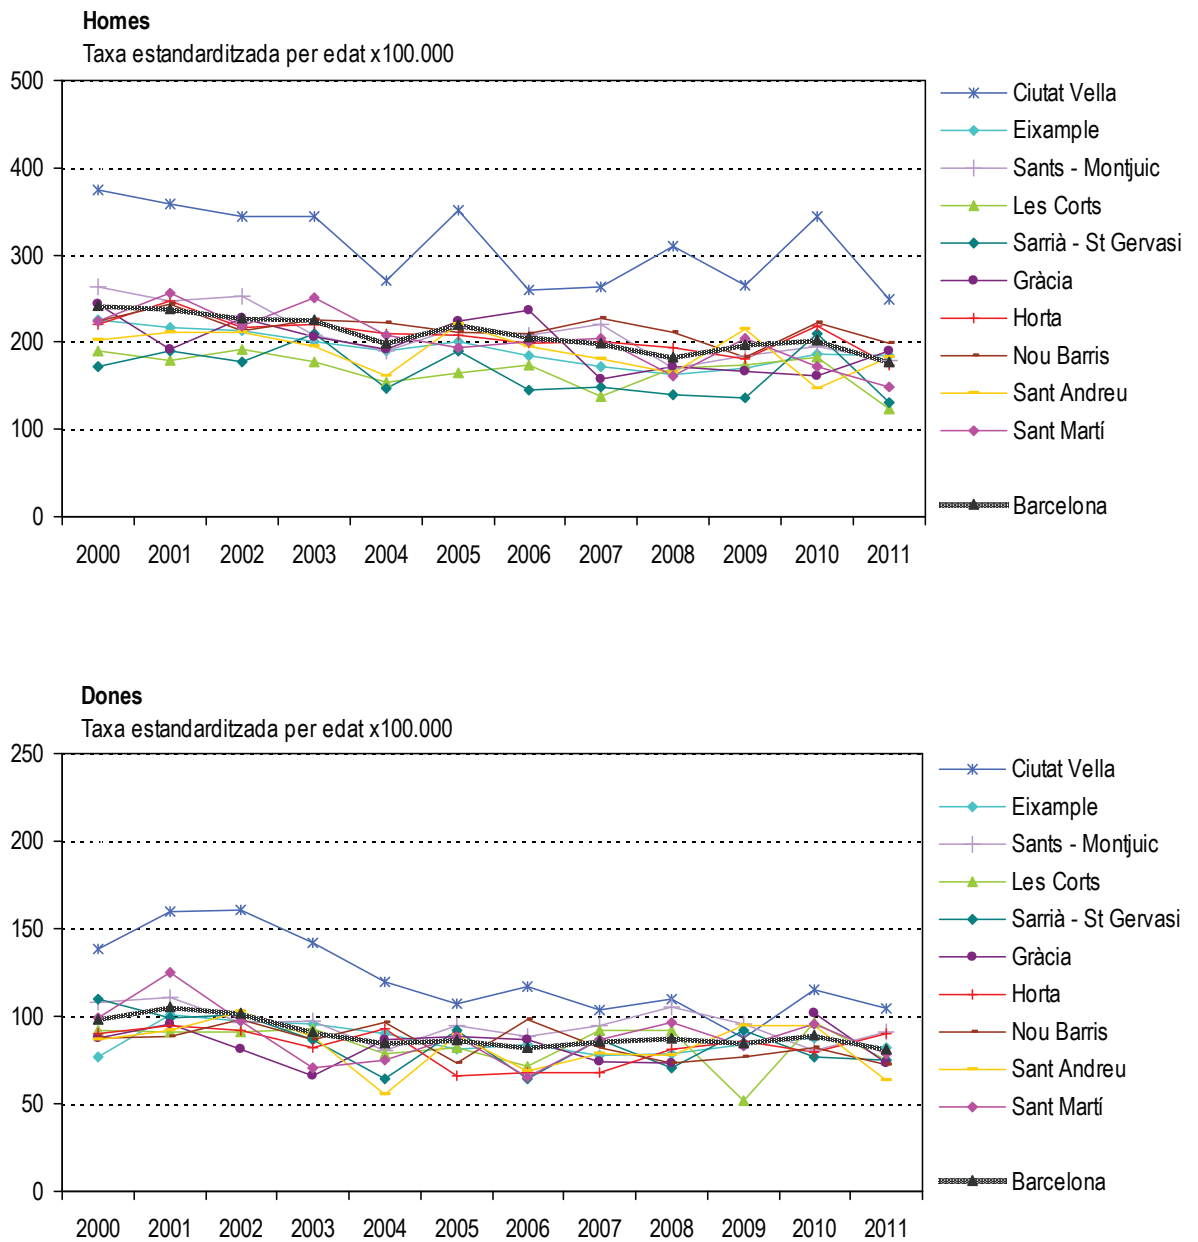 Homes
Taxa estandarditzada per edat x100.000
500
400
300
200
100
0
2000 2001 2002 2003 2004 2005 2006 2007 2008 2009 2010 2011
Ciutat Vella
Eixample
Sants - Montjuic
Les Corts
Sarrià - St Gervasi
Gràcia
Horta
Nou Barris
Sant Andreu
Sant Martí
Barcelona
Dones
Taxa estandarditzada per edat x100.000
250
200
150
100
50
0
2000 2001 2002 2003 2004 2005 2006 2007 2008 2009 2010 2011
Ciutat Vella
Eixample
Sants - Montjuic
Les Corts
Sarrià - St Gervasi
Gràcia
Horta
Nou Barris
Sant Andreu
Sant Martí
Barcelona